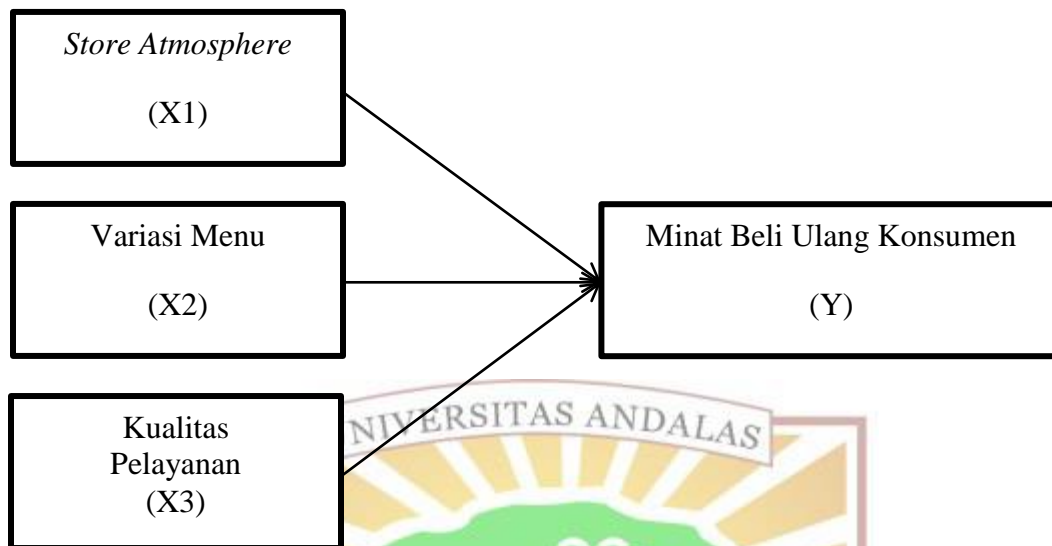 Store Atmosphere
(X1)
Variasi Menu
(X2)
Minat Beli Ulang Konsumen
(Y)
Kualitas
Pelayanan
(X3)
UNIVERSITAS ANDALAS